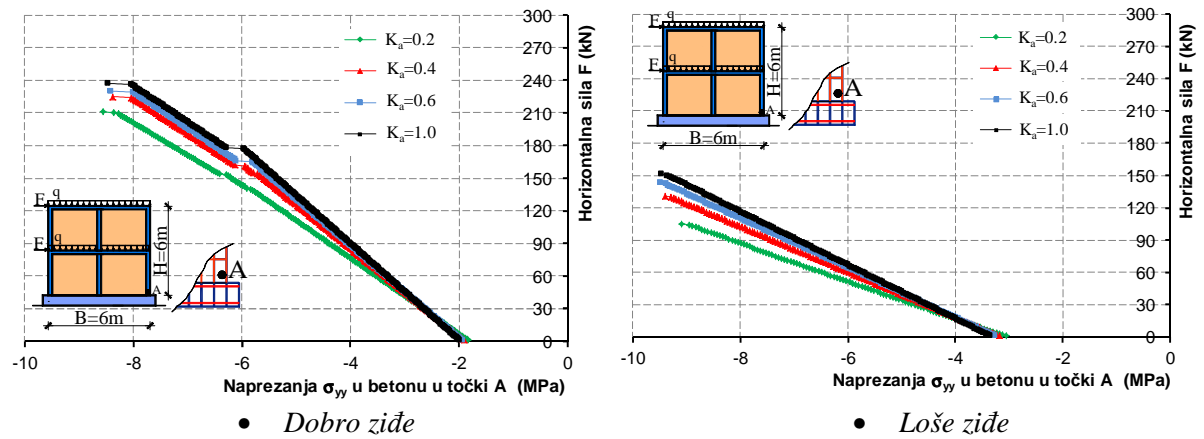 300
270
240
210
180
150
120
90
60
30
0
Horizontalna sila F (kN)
Kₐ=0.2
Kₐ=0.4
Kₐ=0.6
Kₐ=1.0
q
F
q
F
H=6m
A
B=6m
A
-10
-8
-6
-4
-2
0
Naprezanja σyy u betonu u točki A (MPa)
• Dobro ziđe
300
270
240
210
180
150
120
90
60
30
0
Horizontalna sila F (kN)
Kₐ=0.2
Kₐ=0.4
Kₐ=0.6
Kₐ=1.0
q
F
q
F
H=6m
A
B=6m
A
-10
-8
-6
-4
-2
0
Naprezanja σyy u betonu u točki A (MPa)
• Loše ziđe